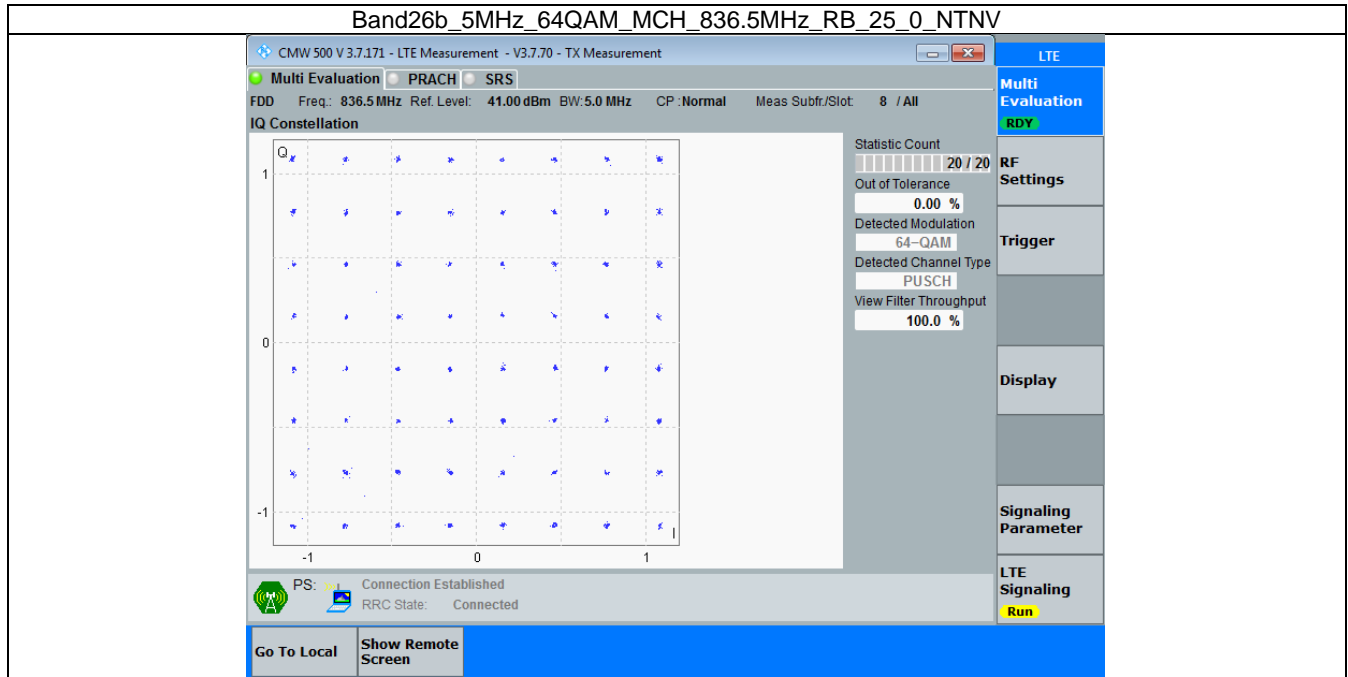 Band26b_5MHz_64QAM_MCH_836.5MHz_RB_25_0_NTNV
CMW 500 V 3.7.171 - LTE Measurement - V3.7.70 - TX Measurement
LTE
Multi Evaluation PRACH SRS
Multi
Evaluation
RDY
FDD Freq.: 836.5 MHz Ref. Level: 41.00 dBm BW: 5.0 MHz CP : Normal Meas Subfr./Slot: 8 / All
IQ Constellation
Q
1
0
-1
-1 0 1
I
Statistic Count
20 / 20
Out of Tolerance
0.00 %
Detected Modulation
64-QAM
Detected Channel Type
PUSCH
View Filter Throughput
100.0 %
RF
Settings
Trigger
Display
Signaling
Parameter
LTE
Signaling
Run
PS: Connection Established
RRC State: Connected
Go To Local
Show Remote
Screen